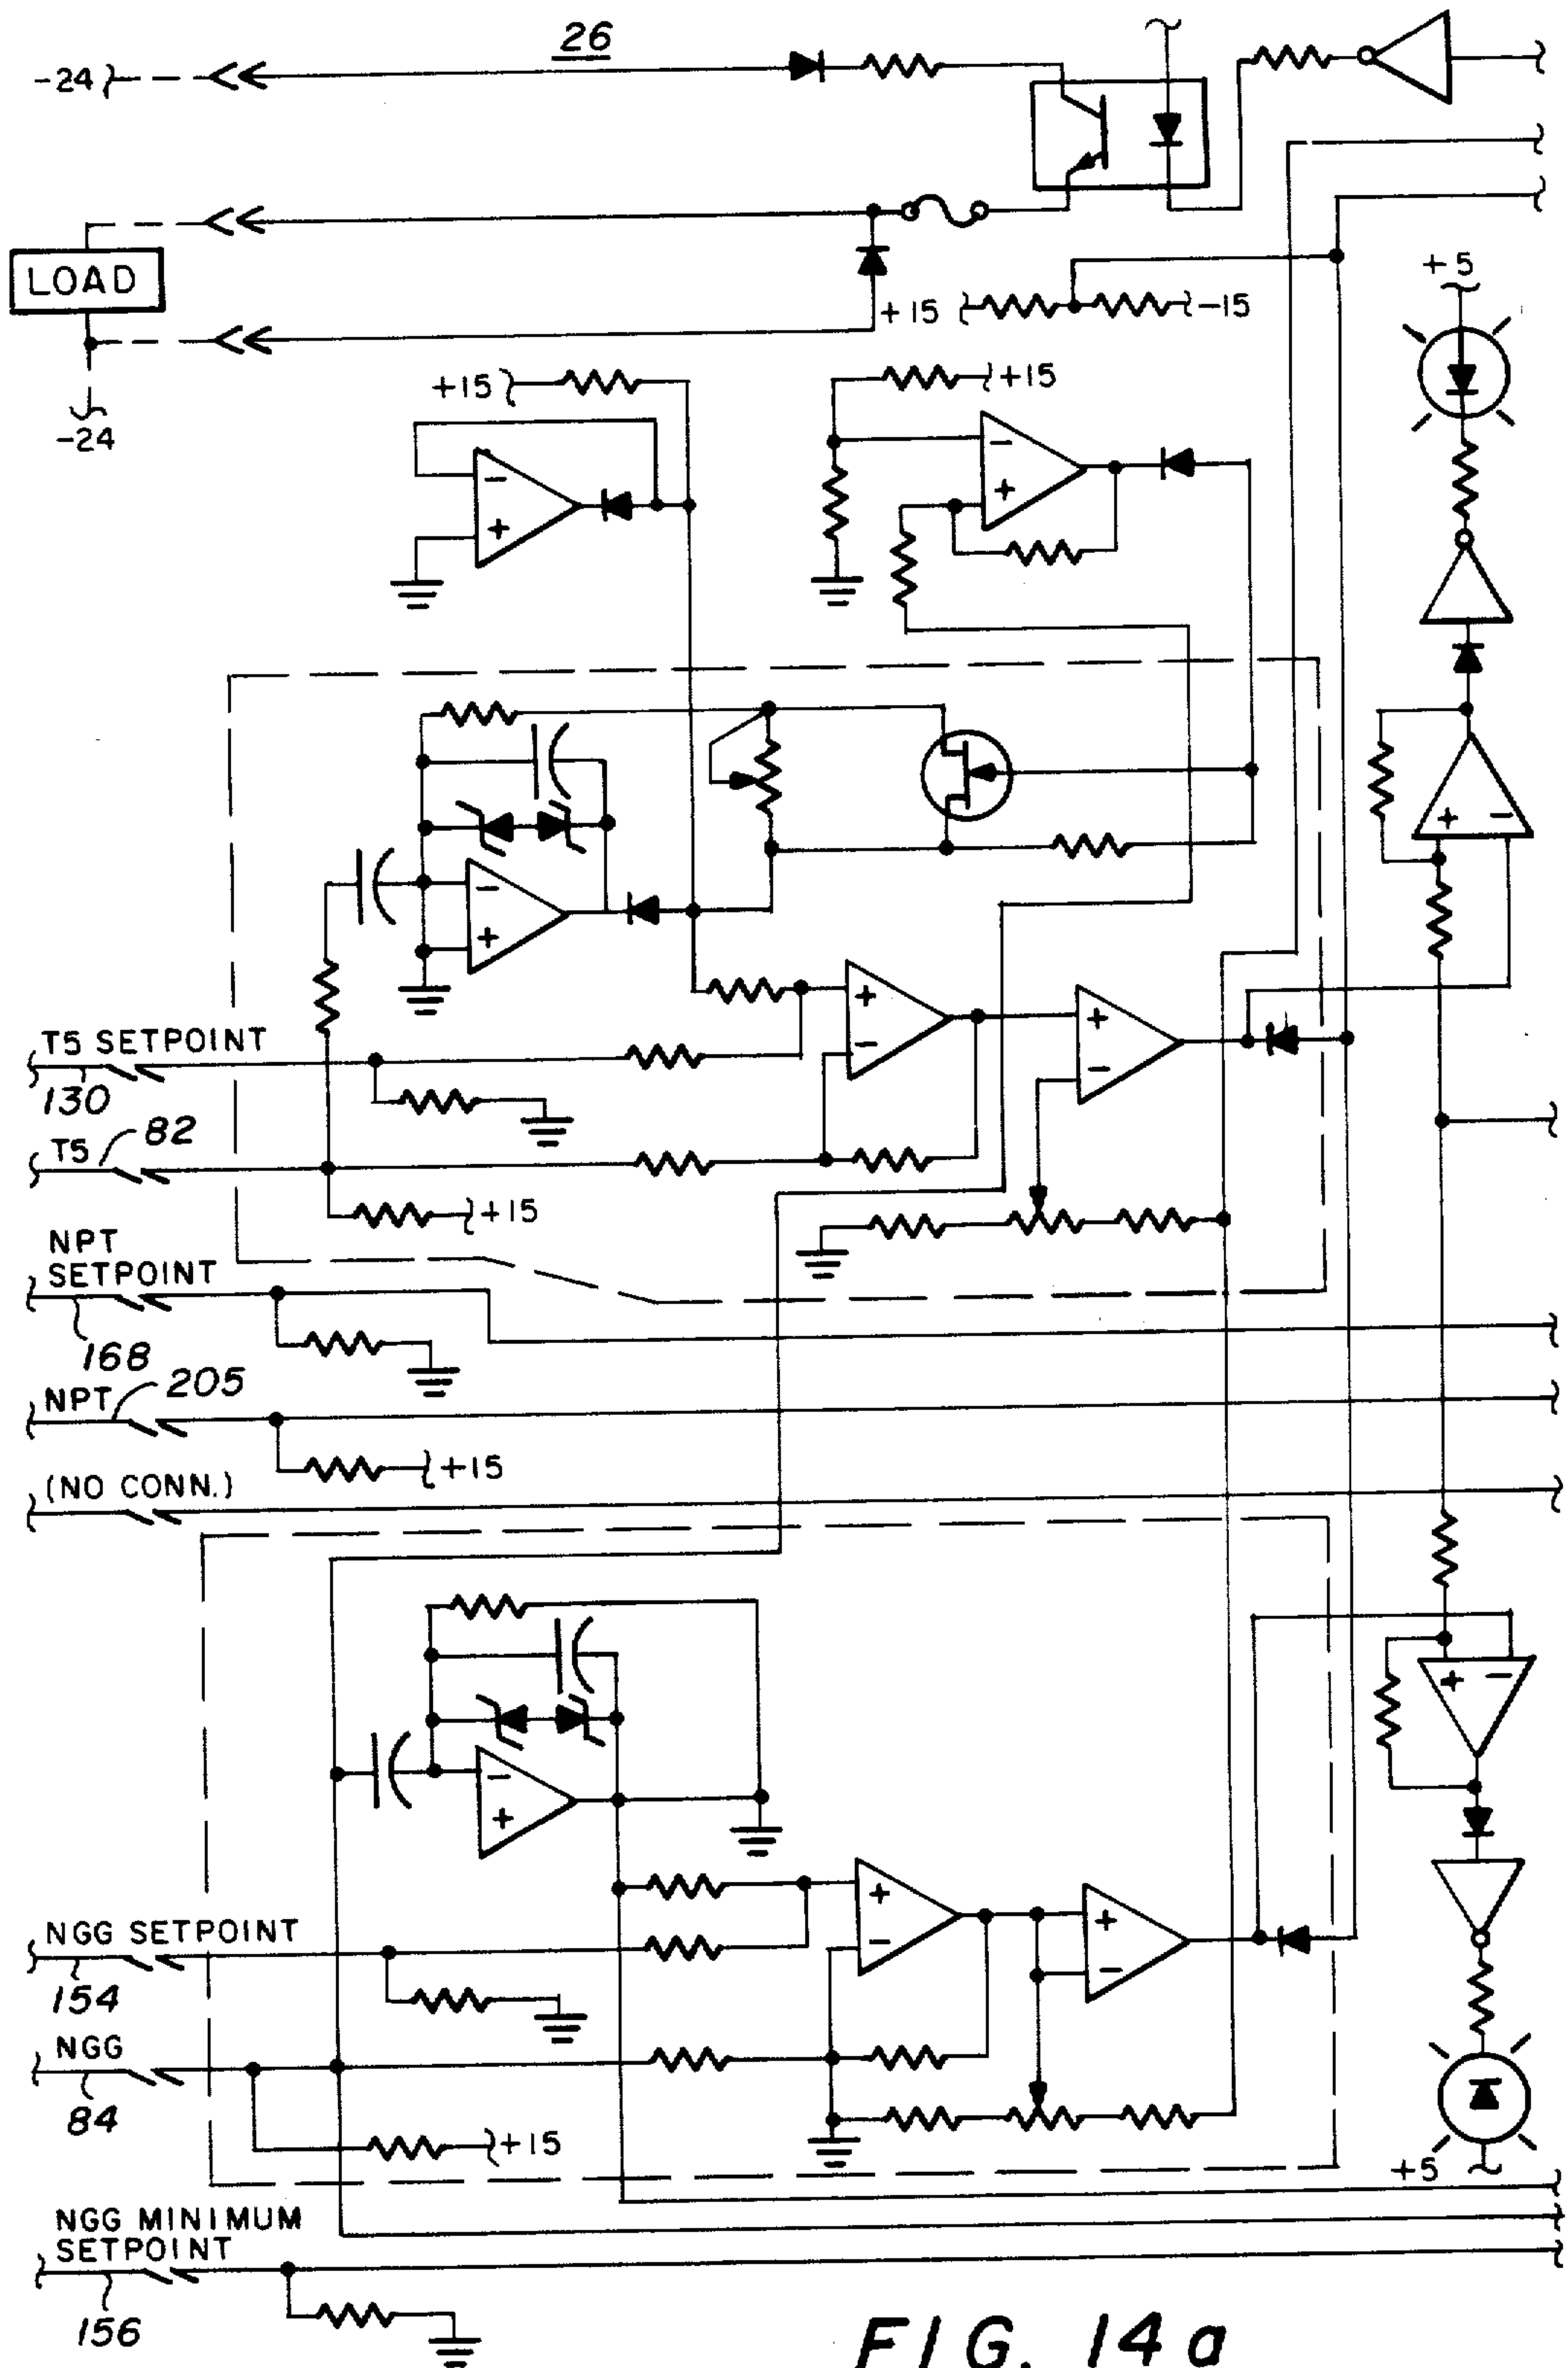 26
-24
LOAD
+5
+15
-15
-24
+15
+15
-
+
-
+
+ -
-
+
+
-
+
-
T5 SETPOINT
130
T5 82
+15
NPT
SETPOINT
168
NPT 205
+15
(NO CONN.)
-
+
+ -
+
-
+
-
NGG SETPOINT
154
NGG
84
+15
+5
NGG MINIMUM
SETPOINT
156
FIG. 14a